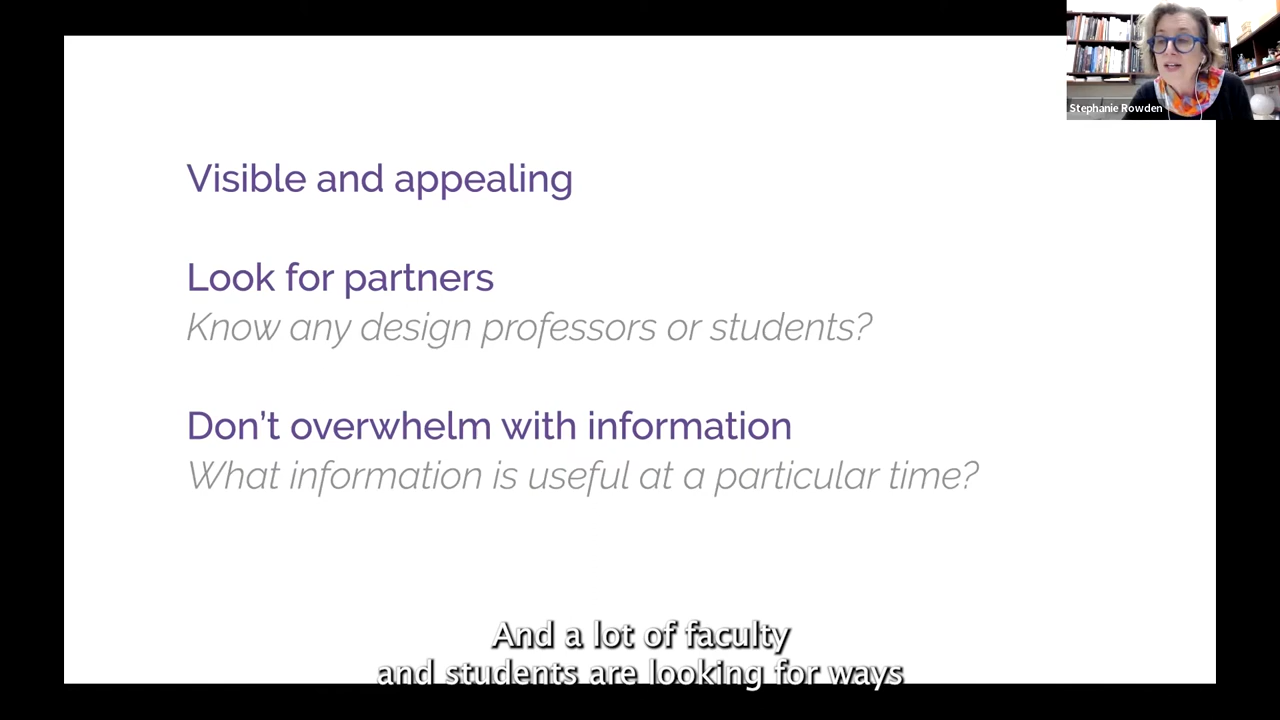 Stephanie Rowden
Visible and appealing
Look for partners
Know any design professors or students?
Don't overwhelm with information
What information is useful at a particular time?
And a lot of faculty
and students are looking for ways